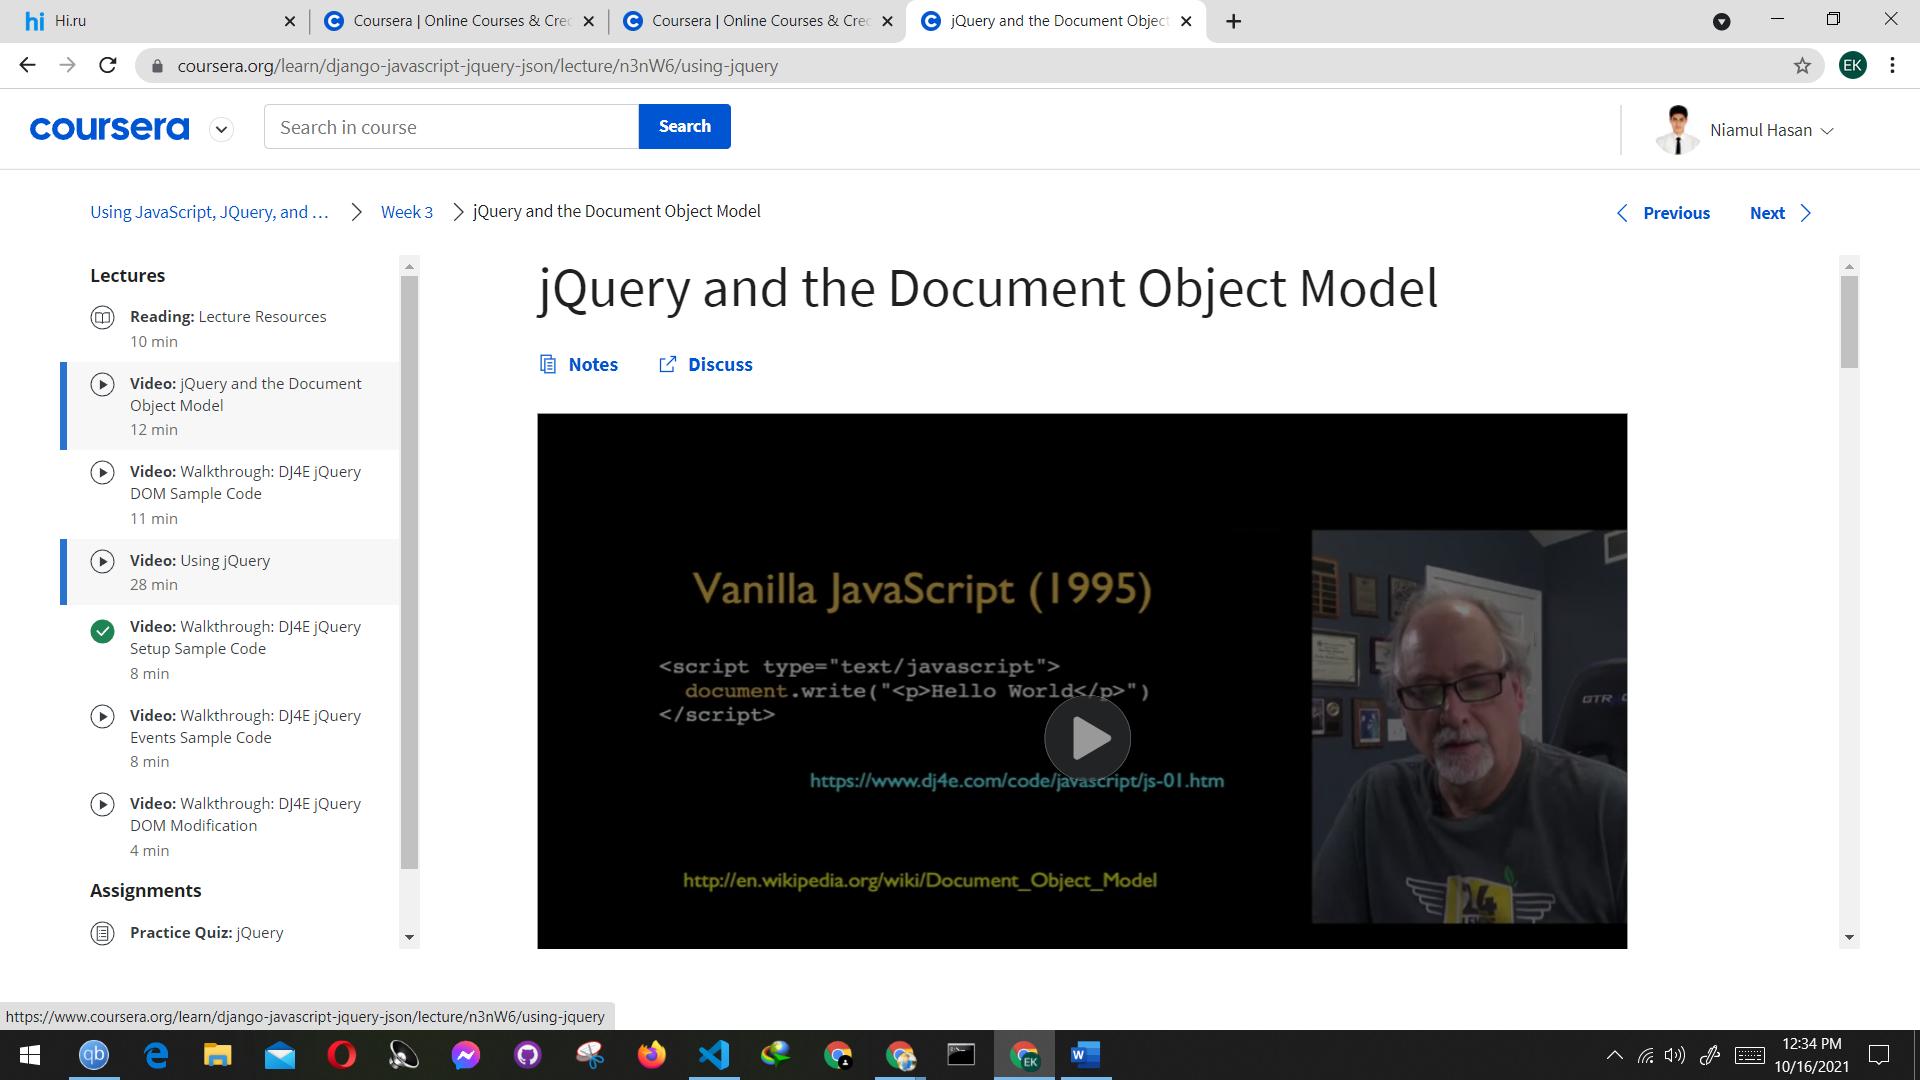 Hi.ru
Coursera | Online Courses & Cre
Coursera | Online Courses & Cre
jQuery and the Document Object
coursera.org/learn/django-javascript-jquery-json/lecture/n3nW6/using-jquery
EK
coursera
Search in course
Search
Niamul Hasan
Using JavaScript, JQuery, and ...
Week 3
jQuery and the Document Object Model
Previous
Next
Lectures
Reading: Lecture Resources
10 min
Video: jQuery and the Document
Object Model
12 min
Video: Walkthrough: DJ4E jQuery
DOM Sample Code
11 min
Video: Using jQuery
28 min
Video: Walkthrough: DJ4E jQuery
Setup Sample Code
8 min
Video: Walkthrough: DJ4E jQuery
Events Sample Code
8 min
Video: Walkthrough: DJ4E jQuery
DOM Modification
4 min
Assignments
Practice Quiz: jQuery
jQuery and the Document Object Model
Notes
Discuss
Vanilla JavaScript (1995)
<script type="text/javascript">
document.write("<p>Hello World</p>")
</script>
https://www.dj4e.com/code/javascript/js-01.htm
http://en.wikipedia.org/wiki/Document_Object_Model
https://www.coursera.org/learn/django-javascript-jquery-json/lecture/n3nW6/using-jquery
12:34 PM
10/16/2021